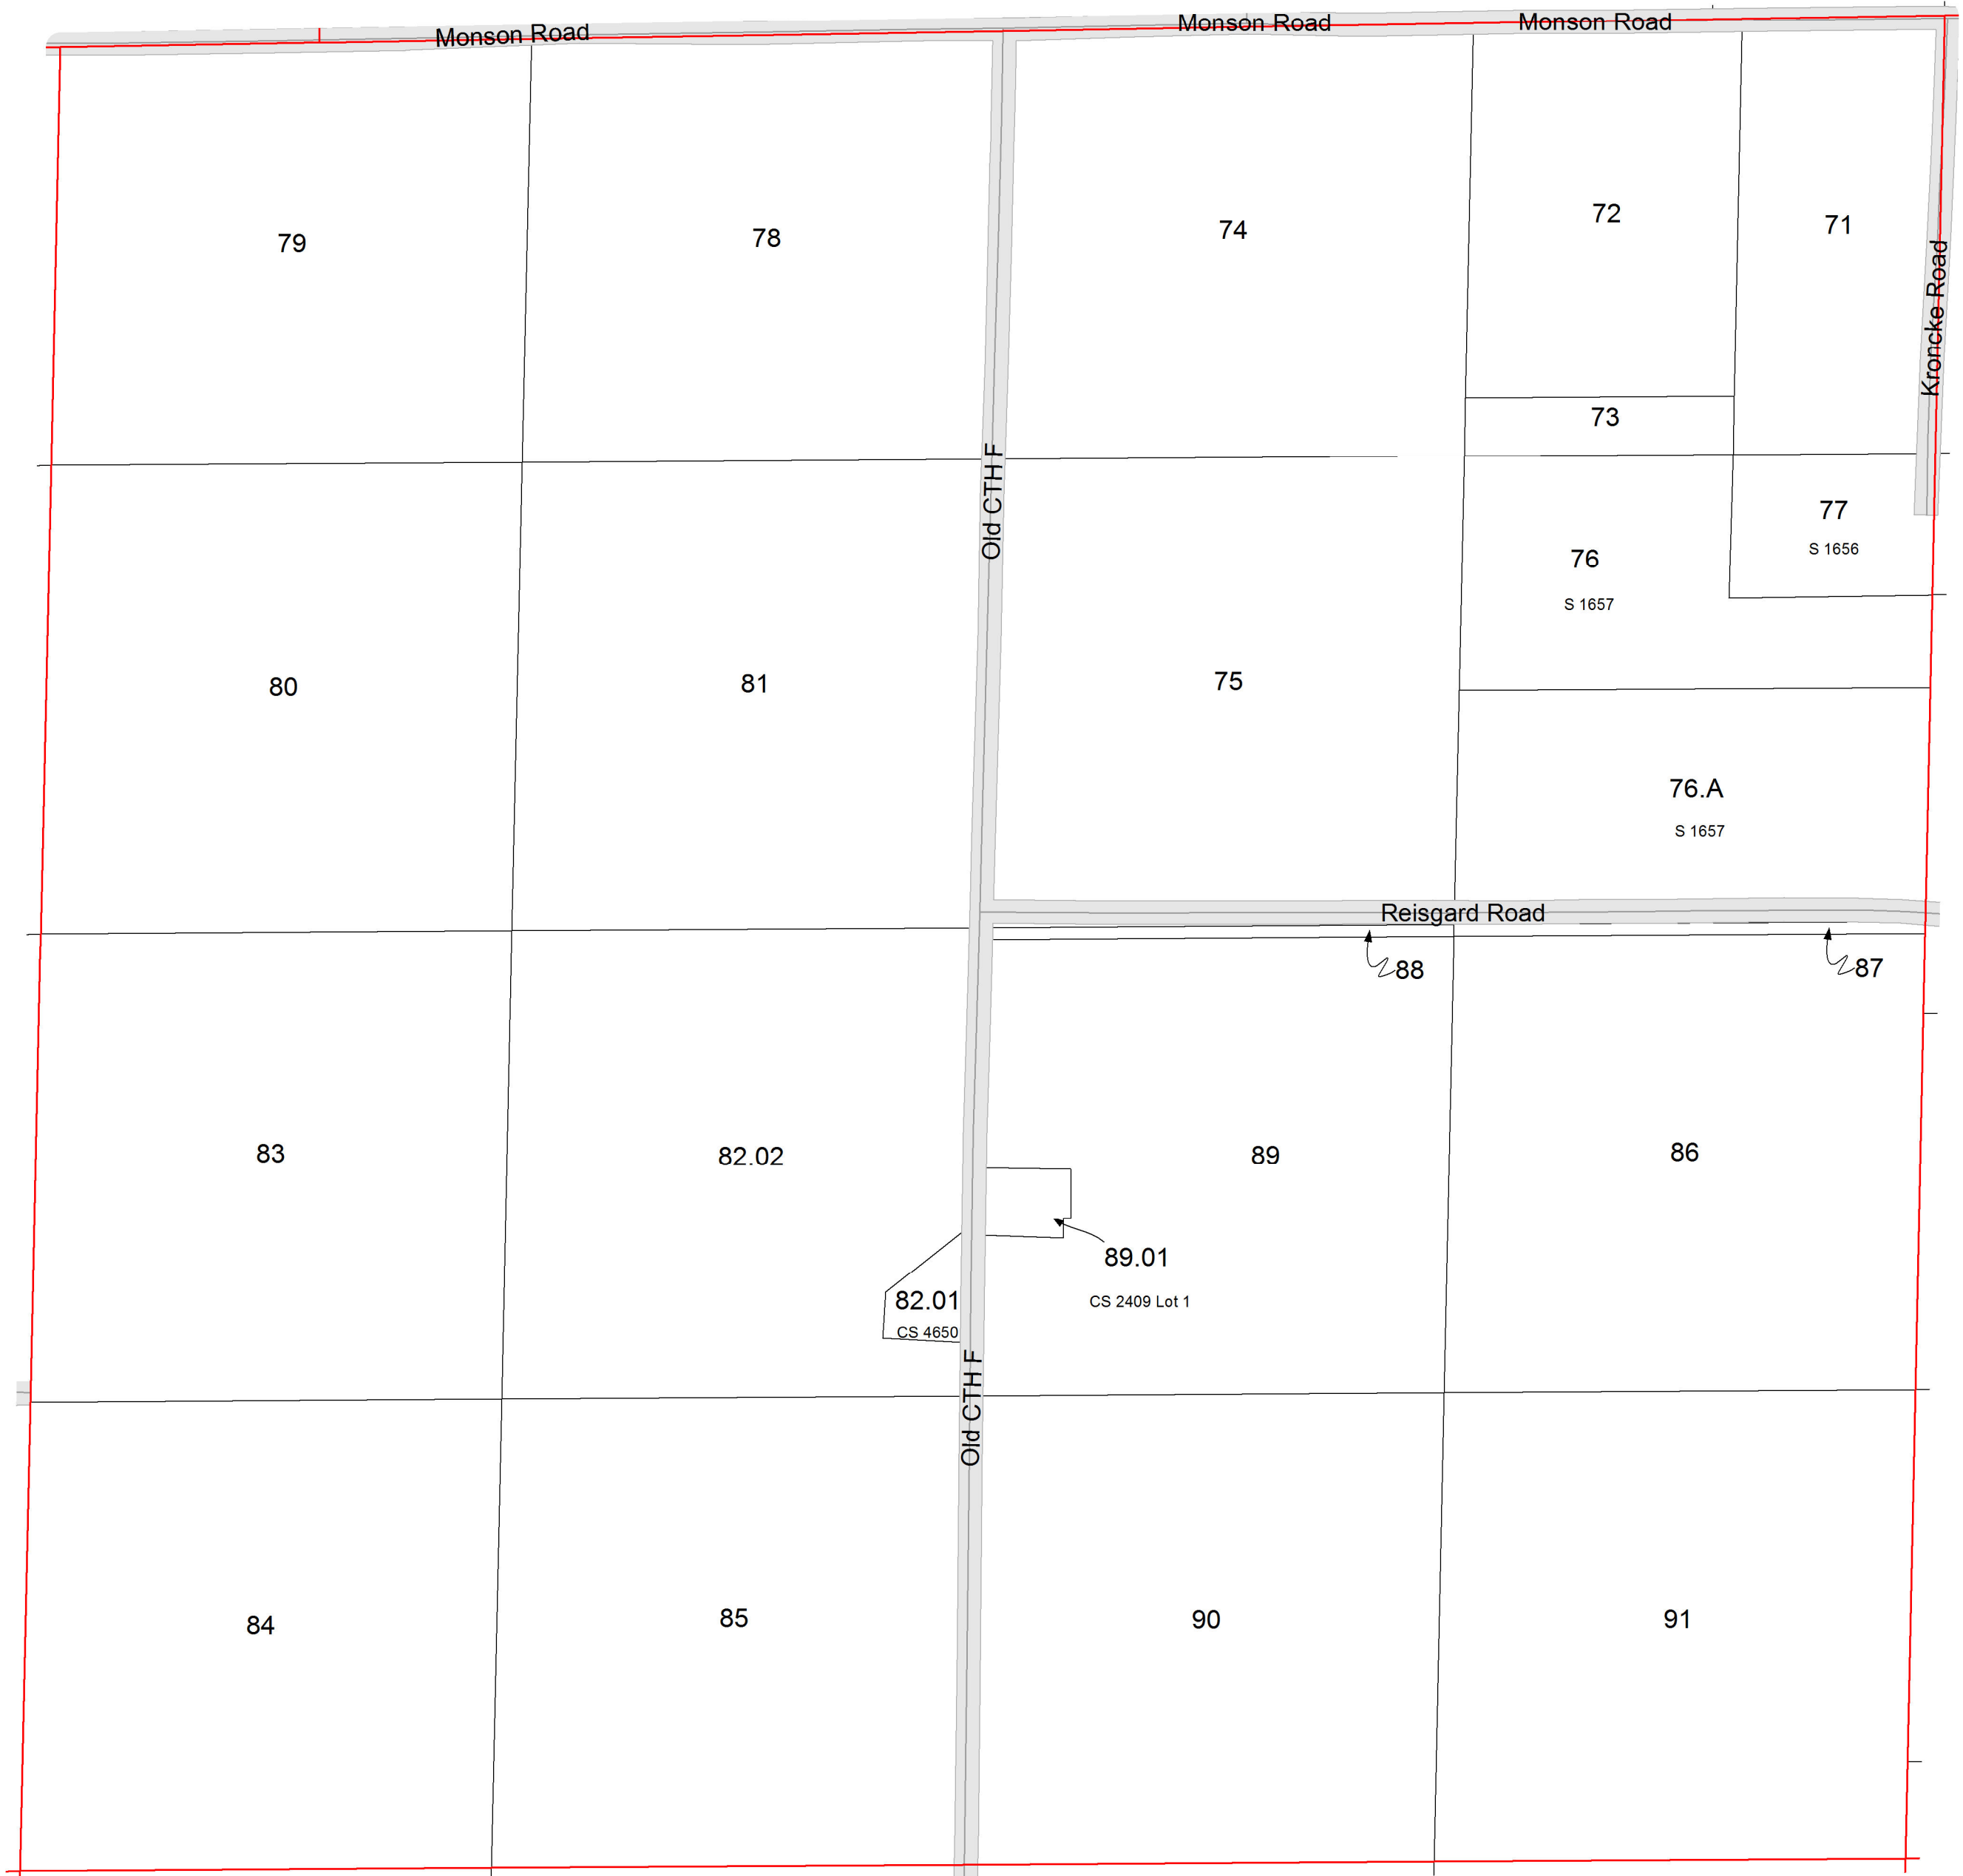 Monson Road
Monson Road
Monson Road
79
78
74
72
71
Kroncke Road
73
Old CTH F
77
S 1656
76
S 1657
80
81
75
76.A
S 1657
Reisgard Road
88
87
83
82.02
89
86
89.01
CS 2409 Lot 1
82.01
CS 4650
Old CTH F
84
85
90
91